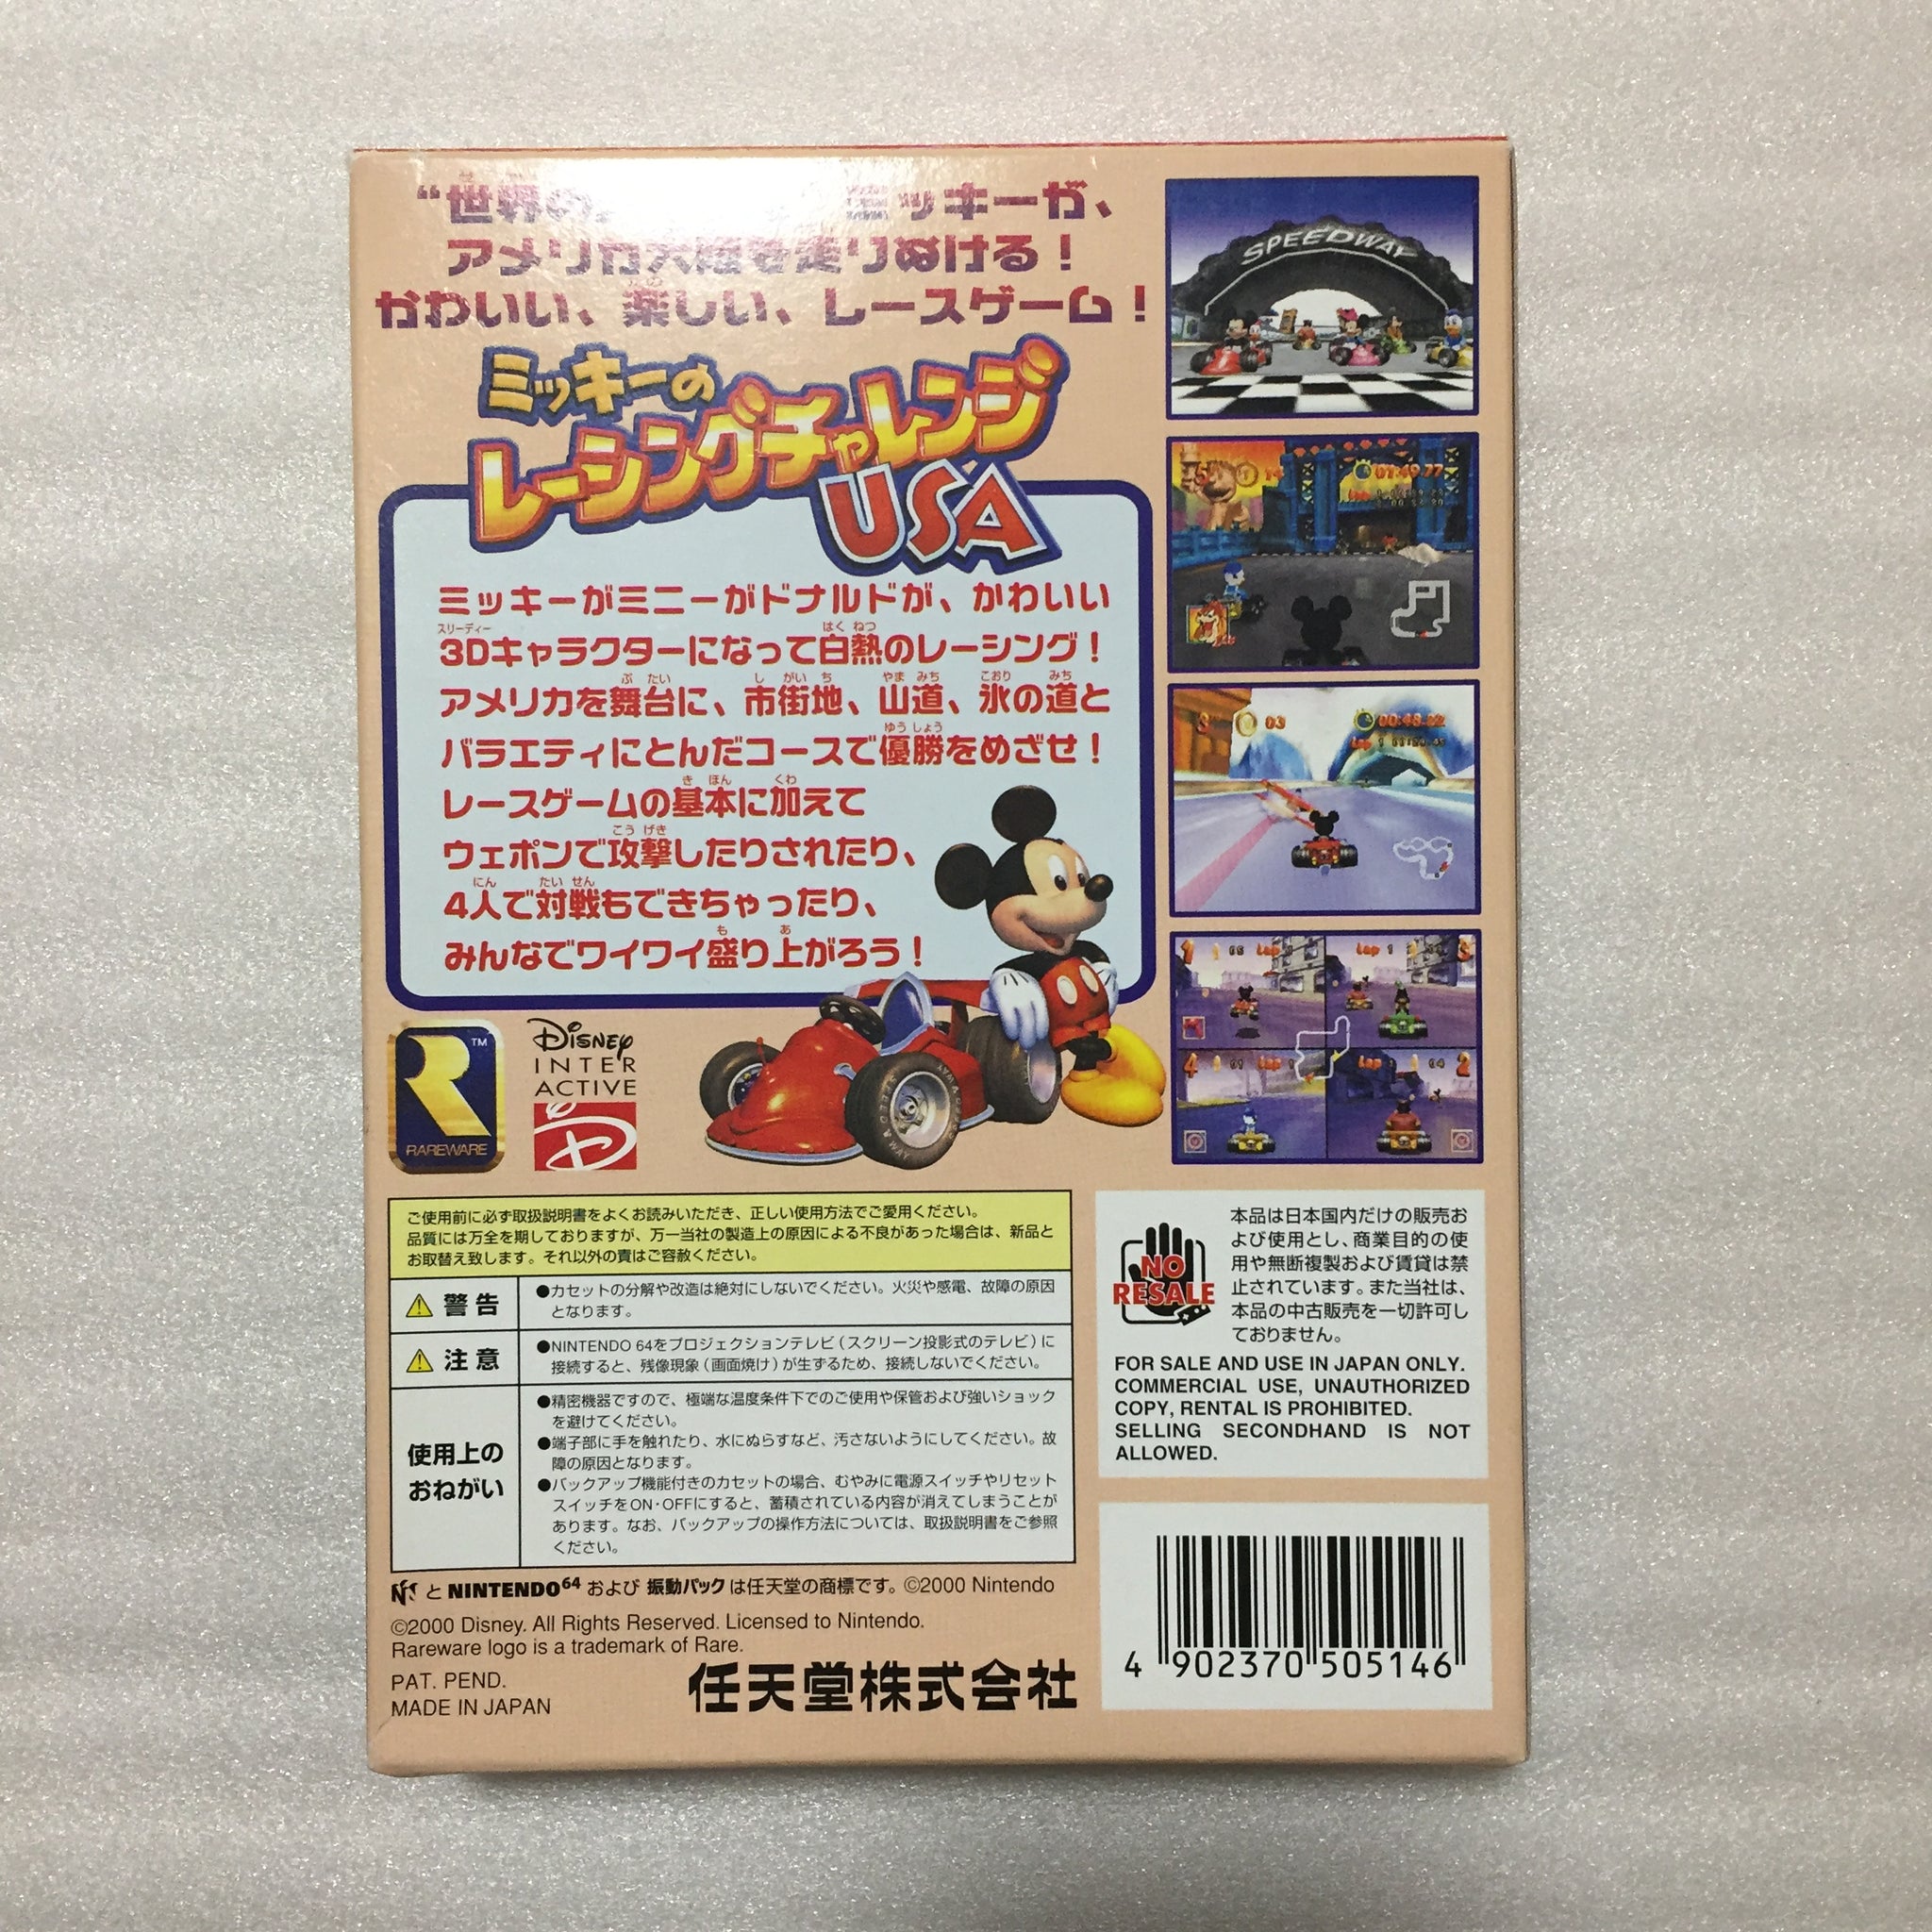 “世界の ッキーが、
アメリカ大陸を走りぬける！
かわいい、楽しい、レースゲーム！
ミッキーの
レーシングチャレンジ
USA
ミッキーがミニーがドナルドが、かわいい
3Dキャラクターになって白熱のレーシング！
アメリカを舞台に、市街地、山道、氷の道と
バラエティにとんだコースで優勝をめざせ！
レースゲームの基本に加えて
ウェポンで攻撃したりされたり、
4人で対戦もできちゃったり、
みんなでワイワイ盛り上がろう！
SPEEDWAY
TM
RAREWARE
Disney
INTER
ACTIVE
ご使用前に必ず取扱説明書をよくお読みいただき、正しい使用方法でご愛用ください。
品質には万全を期しておりますが、万一当社の製造上の原因による不良があった場合は、新品と
お取替え致します。それ以外の責はご容赦ください。
警告
●カセットの分解や改造は絶対にしないでください。火災や感電、故障の原因
となります。
注意
●NINTENDO 64をプロジェクションテレビ（スクリーン投影式のテレビ）に
接続すると、残像現象（画面焼け）が生ずるため、接続しないでください。
使用上の
おねがい
●精密機器ですので、極端な温度条件下でのご使用や保管および強いショック
を避けてください。
●端子部に手を触れたり、水にぬらすなど、汚さないようにしてください。故
障の原因となります。
●バックアップ機能付きのカセットの場合、むやみに電源スイッチやリセット
スイッチをON・OFFにすると、蓄積されている内容が消えてしまうことが
あります。なお、バックアップの操作方法については、取扱説明書をご参照
ください。
と NINTENDO64 および 振動パック は任天堂の商標です。©2000 Nintendo
©2000 Disney. All Rights Reserved. Licensed to Nintendo.
Rareware logo is a trademark of Rare.
PAT. PEND.
MADE IN JAPAN
任天堂株式会社
NO
RESALE
本品は日本国内だけの販売お
よび使用とし、商業目的の使
用や無断複製および賃貸は禁
止されています。また当社は、
本品の中古販売を一切許可し
ておりません。
FOR SALE AND USE IN JAPAN ONLY.
COMMERCIAL USE, UNAUTHORIZED
COPY, RENTAL IS PROHIBITED.
SELLING SECONDHAND IS NOT
ALLOWED.
4 902370 505146